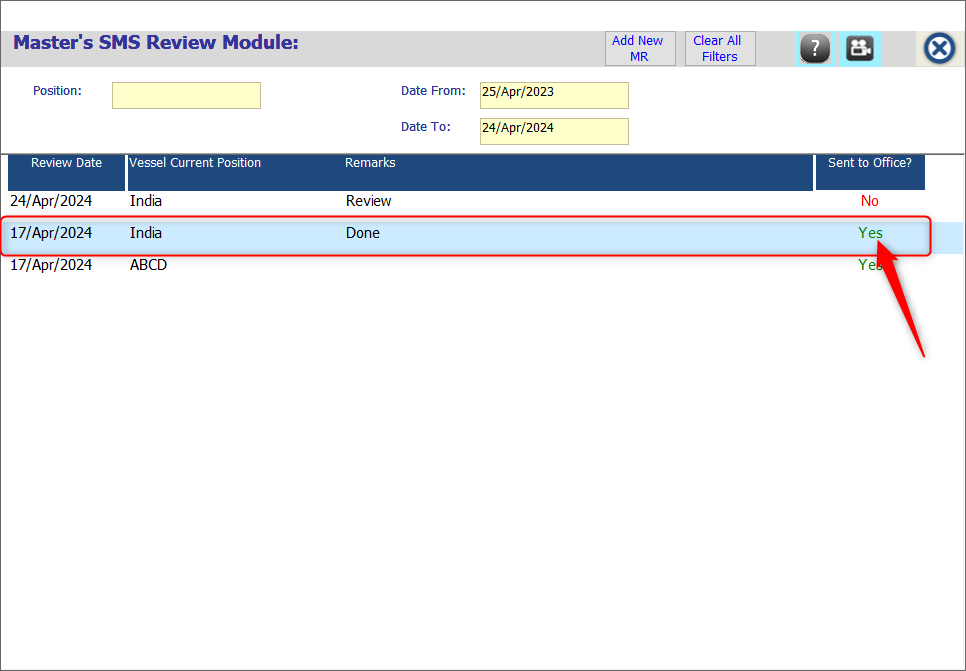 Master's SMS Review Module:
Add New
MR
Clear All
Filters
?
Position:
Date From:
25/Apr/2023
Date To:
24/Apr/2024
Review Date Vessel Current Position Remarks Sent to Office?
24/Apr/2024 India Review No
17/Apr/2024 India Done Yes
17/Apr/2024 ABCD Yes